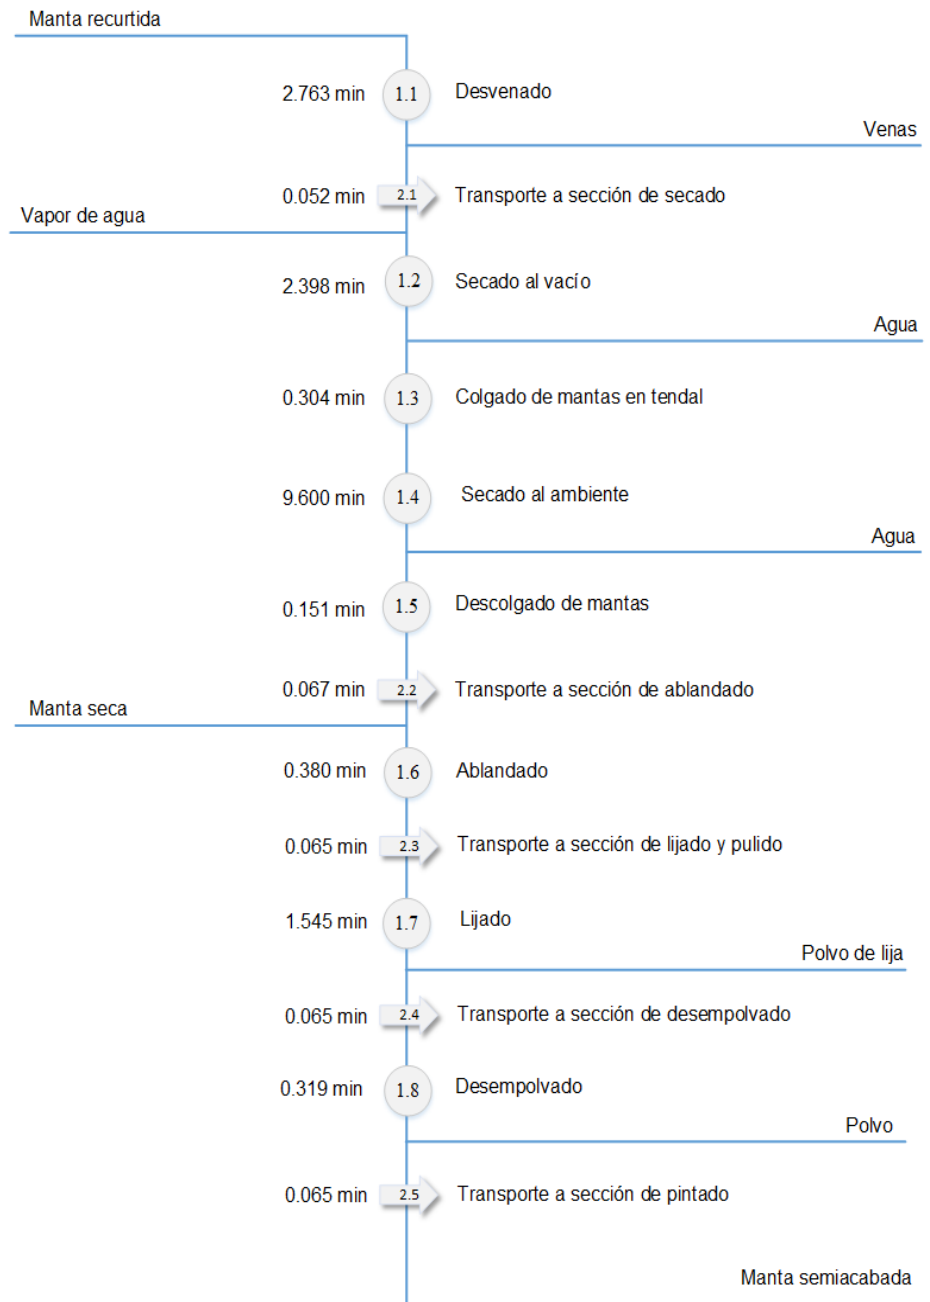 Manta recurtida
2.763 min 1.1 Desvenado
Venas
0.052 min 2.1 Transporte a sección de secado
Vapor de agua
2.398 min 1.2 Secado al vacío
Agua
0.304 min 1.3 Colgado de mantas en tendal
9.600 min 1.4 Secado al ambiente
Agua
0.151 min 1.5 Descolgado de mantas
0.067 min 2.2 Transporte a sección de ablandado
Manta seca
0.380 min 1.6 Ablandado
0.065 min 2.3 Transporte a sección de lijado y pulido
1.545 min 1.7 Lijado
Polvo de lija
0.065 min 2.4 Transporte a sección de desempolvado
0.319 min 1.8 Desempolvado
Polvo
0.065 min 2.5 Transporte a sección de pintado
Manta semiacabada